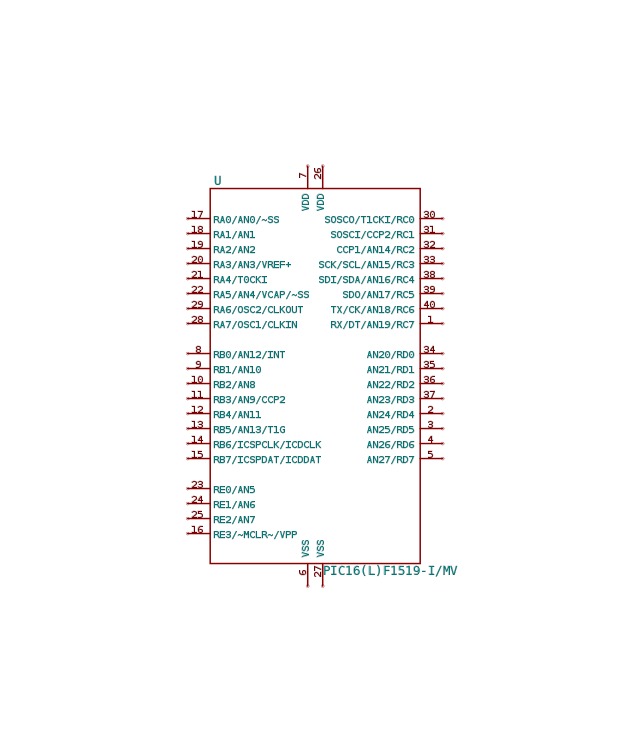 U
7 26
VDD VDD
17 RA0/AN0/~SS SOSCO/T1CKI/RC0 30
18 RA1/AN1 SOSCI/CCP2/RC1 31
19 RA2/AN2 CCP1/AN14/RC2 32
20 RA3/AN3/VREF+ SCK/SCL/AN15/RC3 33
21 RA4/T0CKI SDI/SDA/AN16/RC4 38
22 RA5/AN4/VCAP/~SS SDO/AN17/RC5 39
29 RA6/OSC2/CLKOUT TX/CK/AN18/RC6 40
28 RA7/OSC1/CLKIN RX/DT/AN19/RC7 1
8 RB0/AN12/INT AN20/RD0 34
9 RB1/AN10 AN21/RD1 35
10 RB2/AN8 AN22/RD2 36
11 RB3/AN9/CCP2 AN23/RD3 37
12 RB4/AN11 AN24/RD4 2
13 RB5/AN13/T1G AN25/RD5 3
14 RB6/ICSPCLK/ICDCLK AN26/RD6 4
15 RB7/ICSPDAT/ICDDAT AN27/RD7 5
23 RE0/AN5
24 RE1/AN6
25 RE2/AN7
16 RE3/~MCLR~/VPP
VSS VSS
6 27
PIC16(L)F1519-I/MV